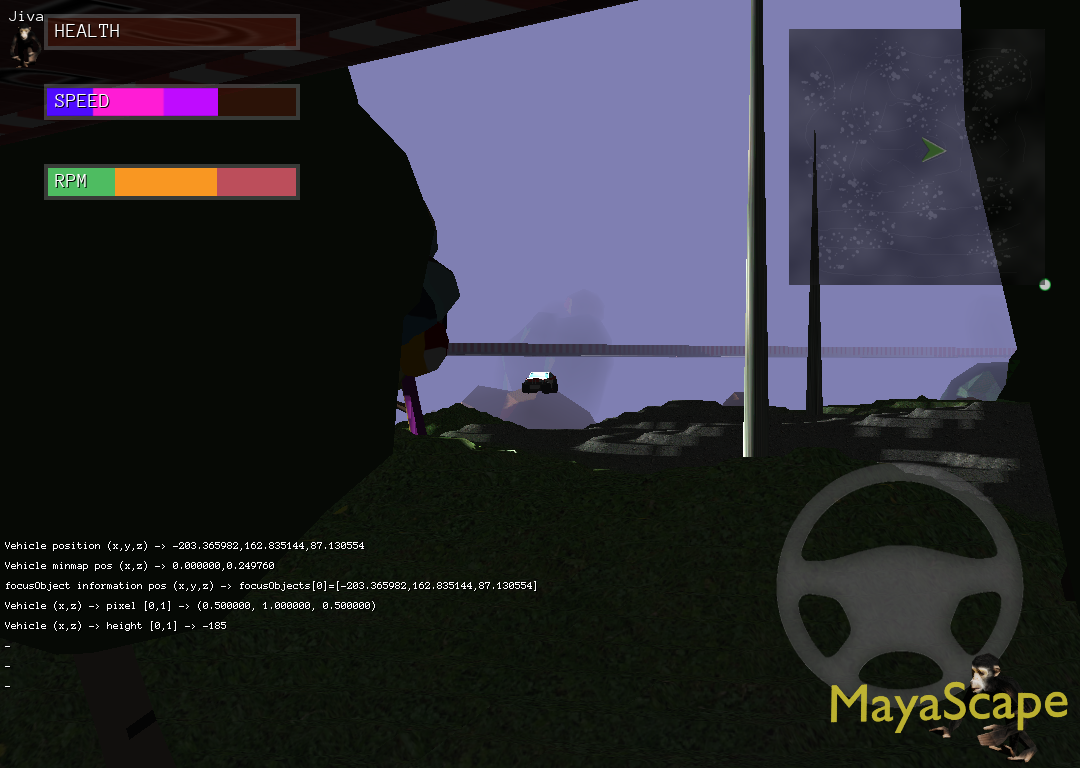 Jiva
HEALTH
SPEED
RPM
Vehicle position (x,y,z) -> -203.365982,162.835144,87.130554
Vehicle minmap pos (x,z) -> 0.000000,0.249760
focusObject information pos (x,y,z) -> focusObjects[0]=[-203.365982,162.835144,87.130554]
Vehicle (x,z) -> pixel [0,1] -> (0.500000, 1.000000, 0.500000)
Vehicle (x,z) -> height [0,1] -> -185
-
-
-
MayaScape